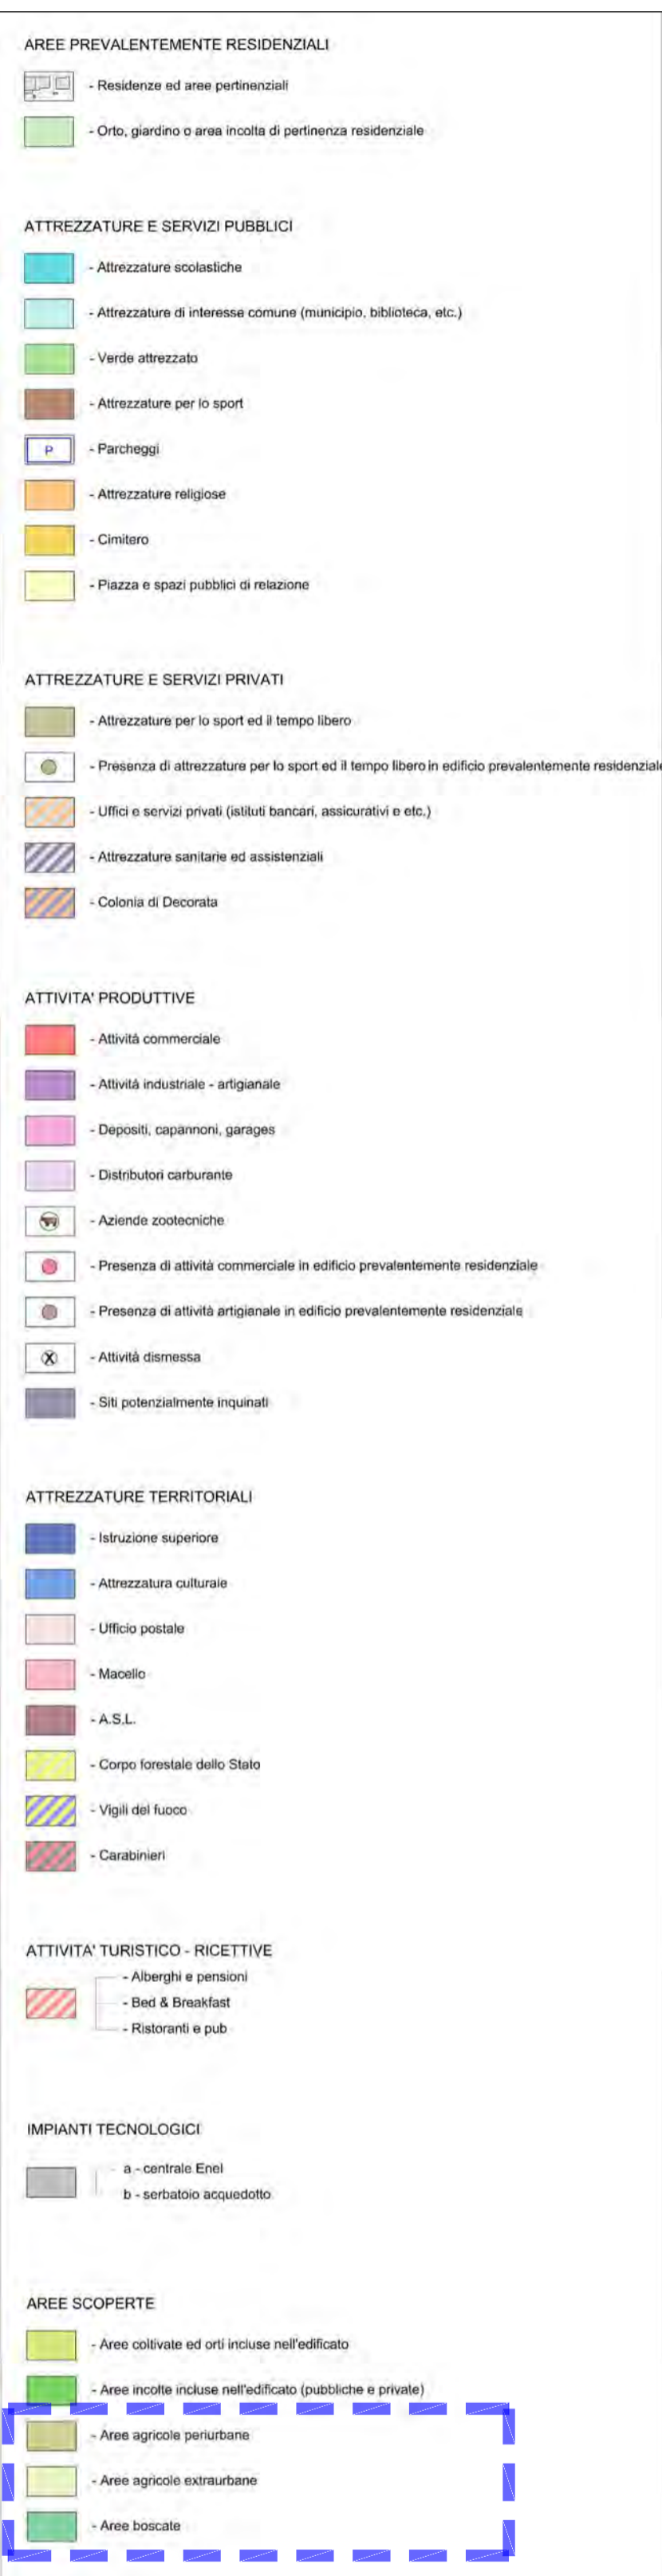 AREE PREVALENTEMENTE RESIDENZIALI
- Residenze ed aree pertinenziali
- Orto, giardino o area incolta di pertinenza residenziale
ATTREZZATURE E SERVIZI PUBBLICI
- Attrezzature scolastiche
- Attrezzature di interesse comune (municipio, biblioteca, etc.)
- Verde attrezzato
- Attrezzature per lo sport
P - Parcheggi
- Attrezzature religiose
- Cimitero
- Piazza e spazi pubblici di relazione
ATTREZZATURE E SERVIZI PRIVATI
- Attrezzature per lo sport ed il tempo libero
- Presenza di attrezzature per lo sport ed il tempo libero in edificio prevalentemente residenziale
- Uffici e servizi privati (istituti bancari, assicurativi e etc.)
- Attrezzature sanitarie ed assistenziali
- Colonia di Decorata
ATTIVITA' PRODUTTIVE
- Attività commerciale
- Attività industriale - artigianale
- Depositi, capannoni, garages
- Distributori carburante
- Aziende zootecniche
- Presenza di attività commerciale in edificio prevalentemente residenziale
- Presenza di attività artigianale in edificio prevalentemente residenziale
X - Attività dismessa
- Siti potenzialmente inquinati
ATTREZZATURE TERRITORIALI
- Istruzione superiore
- Attrezzatura culturale
- Ufficio postale
- Macello
- A.S.L.
- Corpo forestale dello Stato
- Vigili del fuoco
- Carabinieri
ATTIVITA' TURISTICO - RICETTIVE
- Alberghi e pensioni
- Bed & Breakfast
- Ristoranti e pub
IMPIANTI TECNOLOGICI
a - centrale Enel
b - serbatoio acquedotto
AREE SCOPERTE
- Aree coltivate ed orti incluse nell'edificato
- Aree incolte incluse nell'edificato (pubbliche e private)
- Aree agricole periurbane
- Aree agricole extraurbane
- Aree boscate